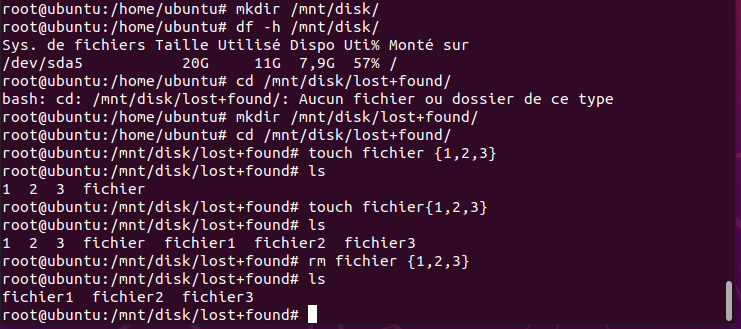 root@ubuntu:/home/ubuntu# mkdir /mnt/disk/
root@ubuntu:/home/ubuntu# df -h /mnt/disk/
Sys. de fichiers Taille Utilisé Dispo Uti% Monté sur
/dev/sda5           20G     11G  7,9G  57% /
root@ubuntu:/home/ubuntu# cd /mnt/disk/lost+found/
bash: cd: /mnt/disk/lost+found/: Aucun fichier ou dossier de ce type
root@ubuntu:/home/ubuntu# mkdir /mnt/disk/lost+found/
root@ubuntu:/home/ubuntu# cd /mnt/disk/lost+found/
root@ubuntu:/mnt/disk/lost+found# touch fichier {1,2,3}
root@ubuntu:/mnt/disk/lost+found# ls
1  2  3  fichier
root@ubuntu:/mnt/disk/lost+found# touch fichier{1,2,3}
root@ubuntu:/mnt/disk/lost+found# ls
1  2  3  fichier  fichier1  fichier2  fichier3
root@ubuntu:/mnt/disk/lost+found# rm fichier {1,2,3}
root@ubuntu:/mnt/disk/lost+found# ls
fichier1  fichier2  fichier3
root@ubuntu:/mnt/disk/lost+found#